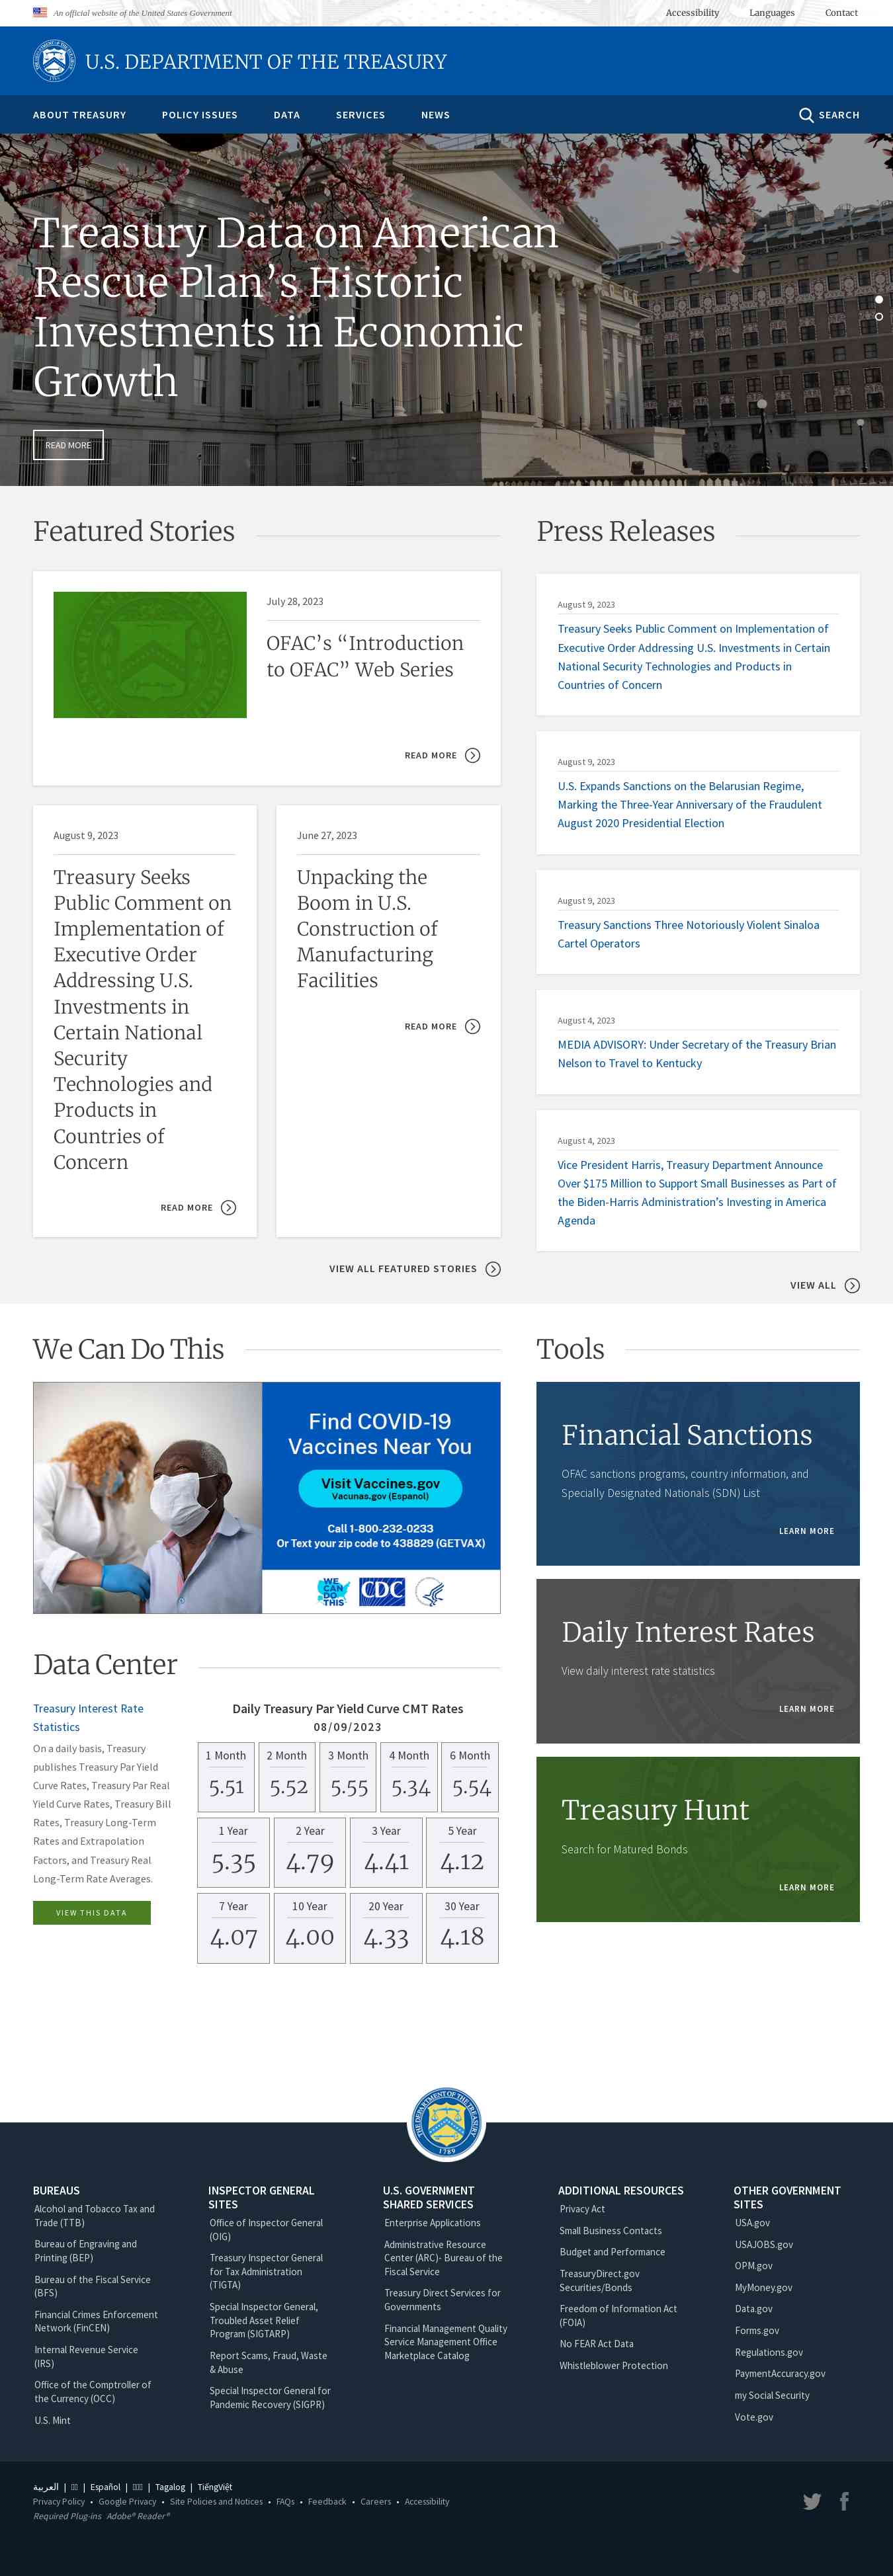 An official website of the United States Government
Accessibility
Languages
Contact
U.S. DEPARTMENT OF THE TREASURY
ABOUT TREASURY
POLICY ISSUES
DATA
SERVICES
NEWS
SEARCH
Treasury Data on American
Rescue Plan’s Historic
Investments in Economic
Growth
READ MORE
Featured Stories
July 28, 2023
OFAC’s “Introduction
to OFAC” Web Series
READ MORE
August 9, 2023
Treasury Seeks
Public Comment on
Implementation of
Executive Order
Addressing U.S.
Investments in
Certain National
Security
Technologies and
Products in
Countries of
Concern
READ MORE
June 27, 2023
Unpacking the
Boom in U.S.
Construction of
Manufacturing
Facilities
READ MORE
VIEW ALL FEATURED STORIES
Press Releases
August 9, 2023
Treasury Seeks Public Comment on Implementation of
Executive Order Addressing U.S. Investments in Certain
National Security Technologies and Products in
Countries of Concern
August 9, 2023
U.S. Expands Sanctions on the Belarusian Regime,
Marking the Three-Year Anniversary of the Fraudulent
August 2020 Presidential Election
August 9, 2023
Treasury Sanctions Three Notoriously Violent Sinaloa
Cartel Operators
August 4, 2023
MEDIA ADVISORY: Under Secretary of the Treasury Brian
Nelson to Travel to Kentucky
August 4, 2023
Vice President Harris, Treasury Department Announce
Over $175 Million to Support Small Businesses as Part of
the Biden-Harris Administration’s Investing in America
Agenda
VIEW ALL
We Can Do This
Find COVID-19
Vaccines Near You
Visit Vaccines.gov
Vacunas.gov (Espanol)
Call 1-800-232-0233
Or Text your zip code to 438829 (GETVAX)
WE
CAN
DO
THIS
CDC
Tools
Financial Sanctions
OFAC sanctions programs, country information, and
Specially Designated Nationals (SDN) List
LEARN MORE
Daily Interest Rates
View daily interest rate statistics
LEARN MORE
Treasury Hunt
Search for Matured Bonds
LEARN MORE
Data Center
Treasury Interest Rate
Statistics
On a daily basis, Treasury
publishes Treasury Par Yield
Curve Rates, Treasury Par Real
Yield Curve Rates, Treasury Bill
Rates, Treasury Long-Term
Rates and Extrapolation
Factors, and Treasury Real
Long-Term Rate Averages.
VIEW THIS DATA
Daily Treasury Par Yield Curve CMT Rates
08/09/2023
1 Month 2 Month 3 Month 4 Month 6 Month
5.51 5.52 5.55 5.34 5.54
1 Year 2 Year 3 Year 5 Year
5.35 4.79 4.41 4.12
7 Year 10 Year 20 Year 30 Year
4.07 4.00 4.33 4.18
THE DEPARTMENT OF THE TREASURY
1789
BUREAUS
Alcohol and Tobacco Tax and
Trade (TTB)
Bureau of Engraving and
Printing (BEP)
Bureau of the Fiscal Service
(BFS)
Financial Crimes Enforcement
Network (FinCEN)
Internal Revenue Service
(IRS)
Office of the Comptroller of
the Currency (OCC)
U.S. Mint
INSPECTOR GENERAL
SITES
Office of Inspector General
(OIG)
Treasury Inspector General
for Tax Administration
(TIGTA)
Special Inspector General,
Troubled Asset Relief
Program (SIGTARP)
Report Scams, Fraud, Waste
& Abuse
Special Inspector General for
Pandemic Recovery (SIGPR)
U.S. GOVERNMENT
SHARED SERVICES
Enterprise Applications
Administrative Resource
Center (ARC)- Bureau of the
Fiscal Service
Treasury Direct Services for
Governments
Financial Management Quality
Service Management Office
Marketplace Catalog
ADDITIONAL RESOURCES
Privacy Act
Small Business Contacts
Budget and Performance
TreasuryDirect.gov
Securities/Bonds
Freedom of Information Act
(FOIA)
No FEAR Act Data
Whistleblower Protection
OTHER GOVERNMENT
SITES
USA.gov
USAJOBS.gov
OPM.gov
MyMoney.gov
Data.gov
Forms.gov
Regulations.gov
PaymentAccuracy.gov
my Social Security
Vote.gov
العربية | | Español | | Tagalog | TiếngViệt
Privacy Policy • Google Privacy • Site Policies and Notices • FAQs • Feedback • Careers • Accessibility
Required Plug-ins Adobe® Reader®